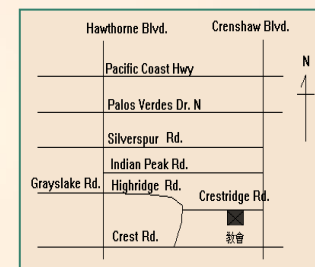 Hawthorne Blvd.
Crenshaw Blvd.
N
Pacific Coast Hwy
Palos Verdes Dr. N
Silverspur Rd.
Indian Peak Rd.
Grayslake Rd.
Highridge Rd.
Crestridge Rd.
教會
Crest Rd.